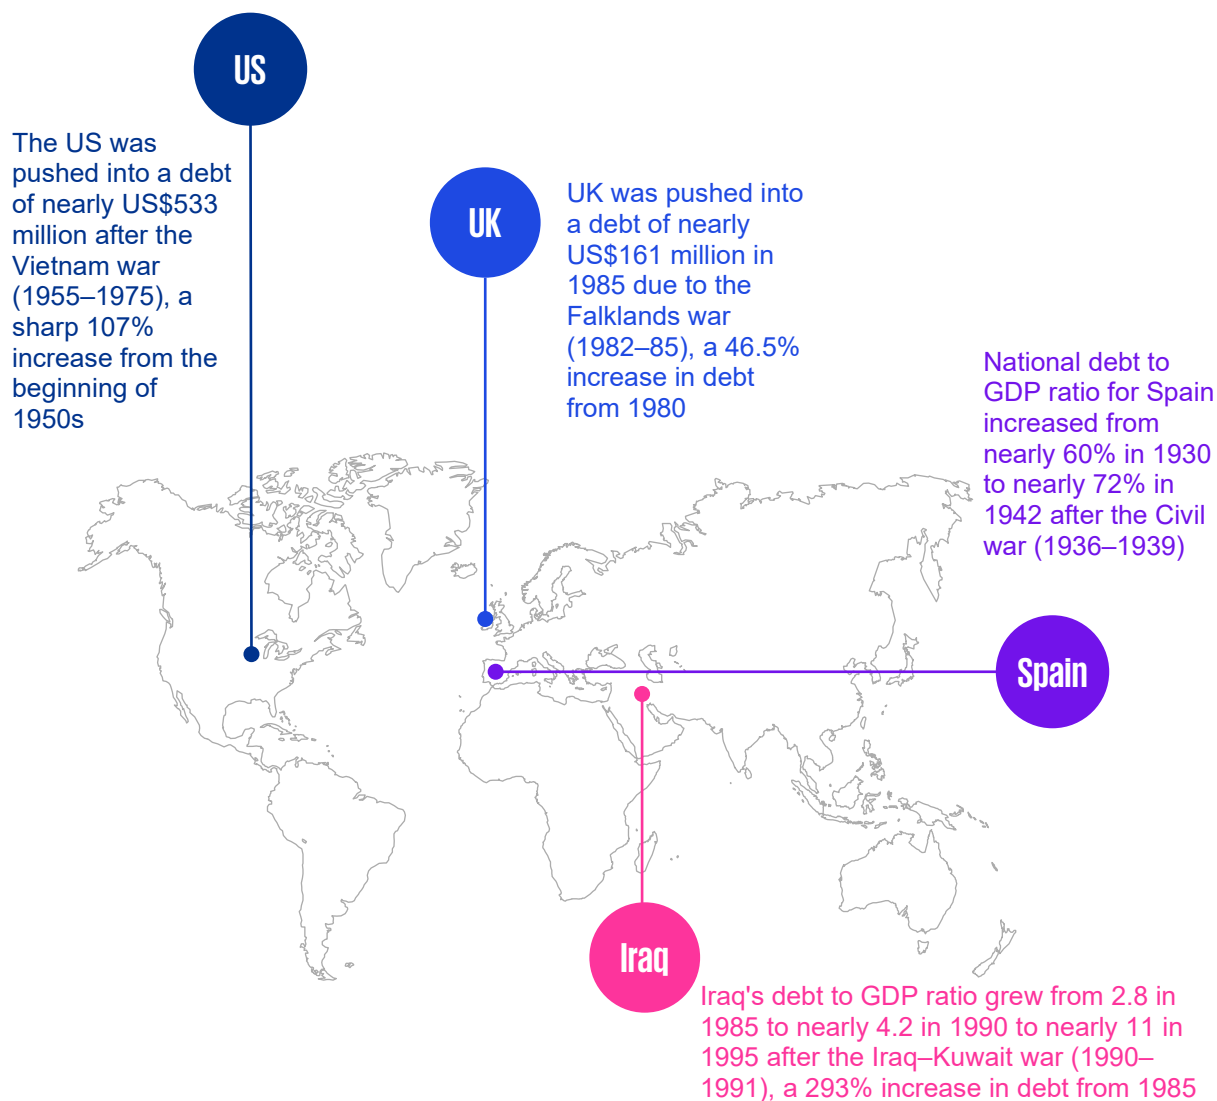 US
The US was
pushed into a debt
of nearly US$533
million after the
Vietnam war
(1955–1975), a
sharp 107%
increase from the
beginning of
1950s
UK
UK was pushed into
a debt of nearly
US$161 million in
1985 due to the
Falklands war
(1982–85), a 46.5%
increase in debt
from 1980
National debt to
GDP ratio for Spain
increased from
nearly 60% in 1930
to nearly 72% in
1942 after the Civil
war (1936–1939)
Spain
Iraq
Iraq's debt to GDP ratio grew from 2.8 in
1985 to nearly 4.2 in 1990 to nearly 11 in
1995 after the Iraq–Kuwait war (1990–
1991), a 293% increase in debt from 1985